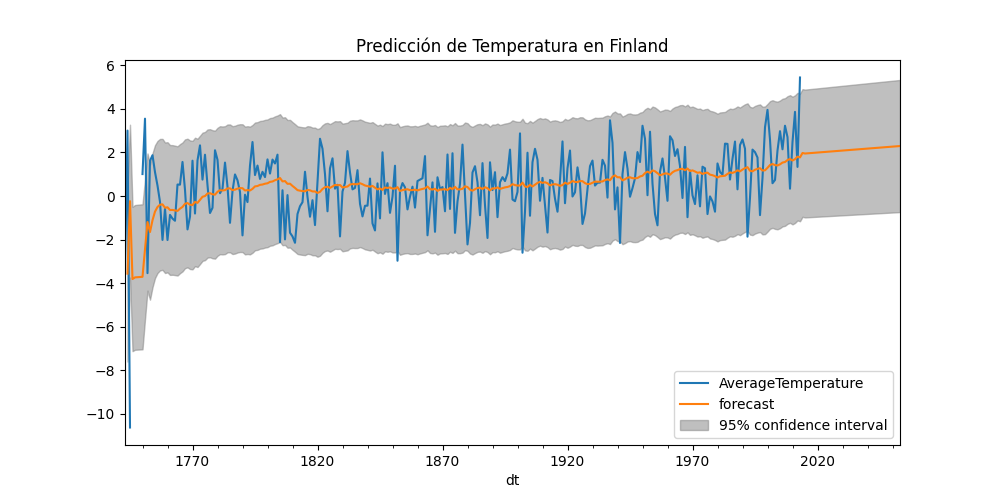 Predicción de Temperatura en Finland
6
4
2
0
−2
−4
−6
−8
−10
1770 1820 1870 1920 1970 2020
dt
AverageTemperature
forecast
95% confidence interval